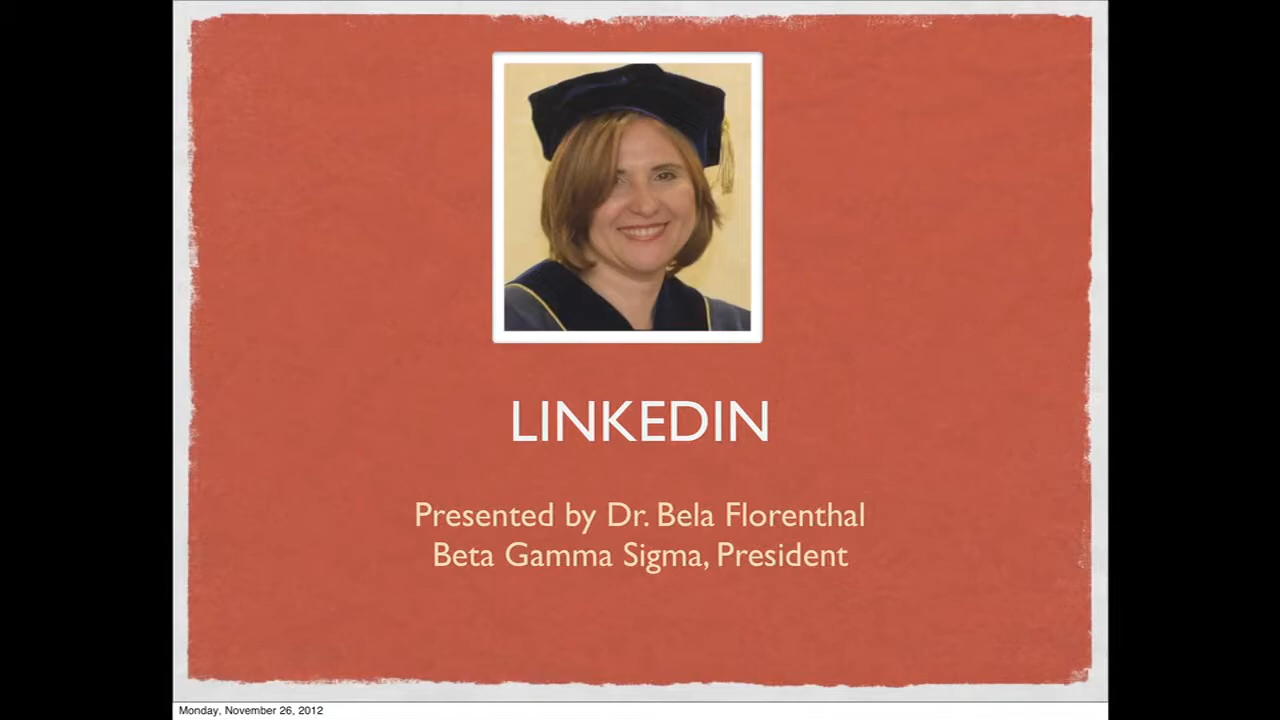 LINKEDIN
Presented by Dr. Bela Florenthal
Beta Gamma Sigma, President
Monday, November 26, 2012